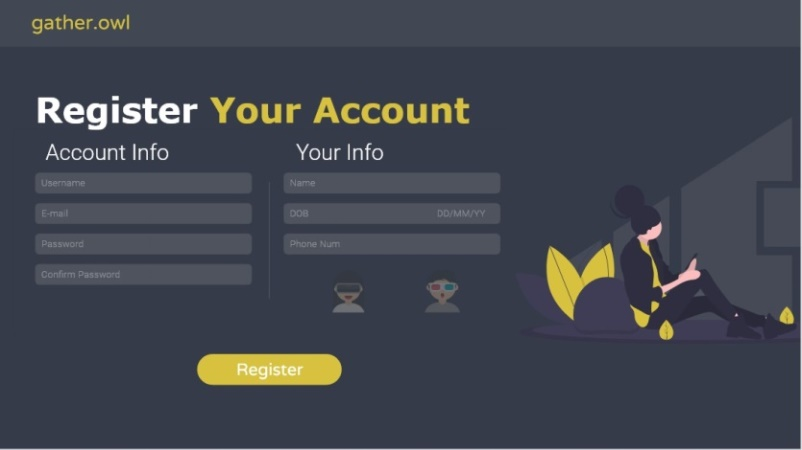 gather.owl
Register Your Account
Account Info
Username
E-mail
Password
Confirm Password
Your Info
Name
DOB DD/MM/YY
Phone Num
Register